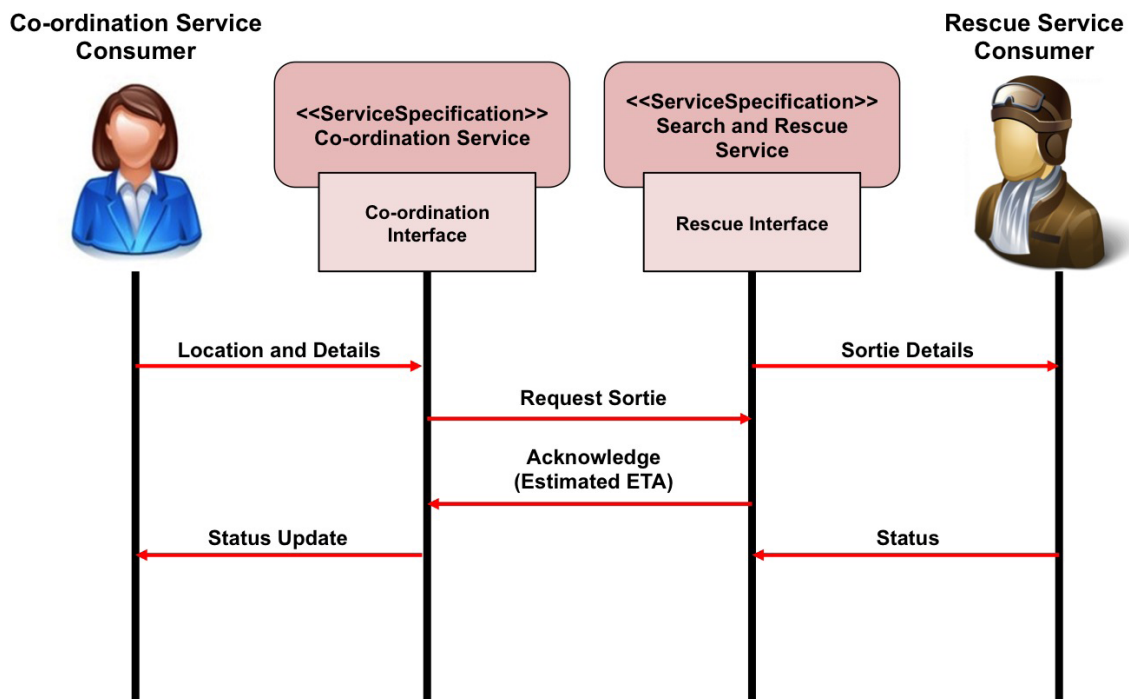 Co-ordination Service
Consumer
Rescue Service
Consumer
<<ServiceSpecification>>
Co-ordination Service
<<ServiceSpecification>>
Search and Rescue
Service
Co-ordination
Interface
Rescue Interface
Location and Details
Sortie Details
Request Sortie
Acknowledge
(Estimated ETA)
Status Update
Status